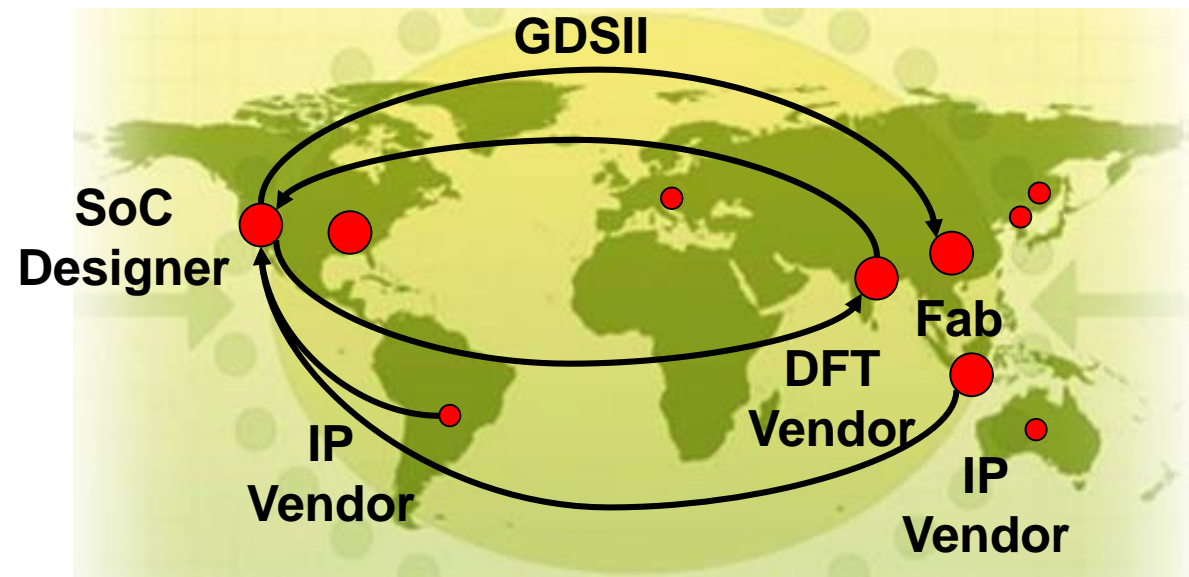 GDSII
SoC
Designer
Fab
DFT
Vendor
IP
Vendor
IP
Vendor